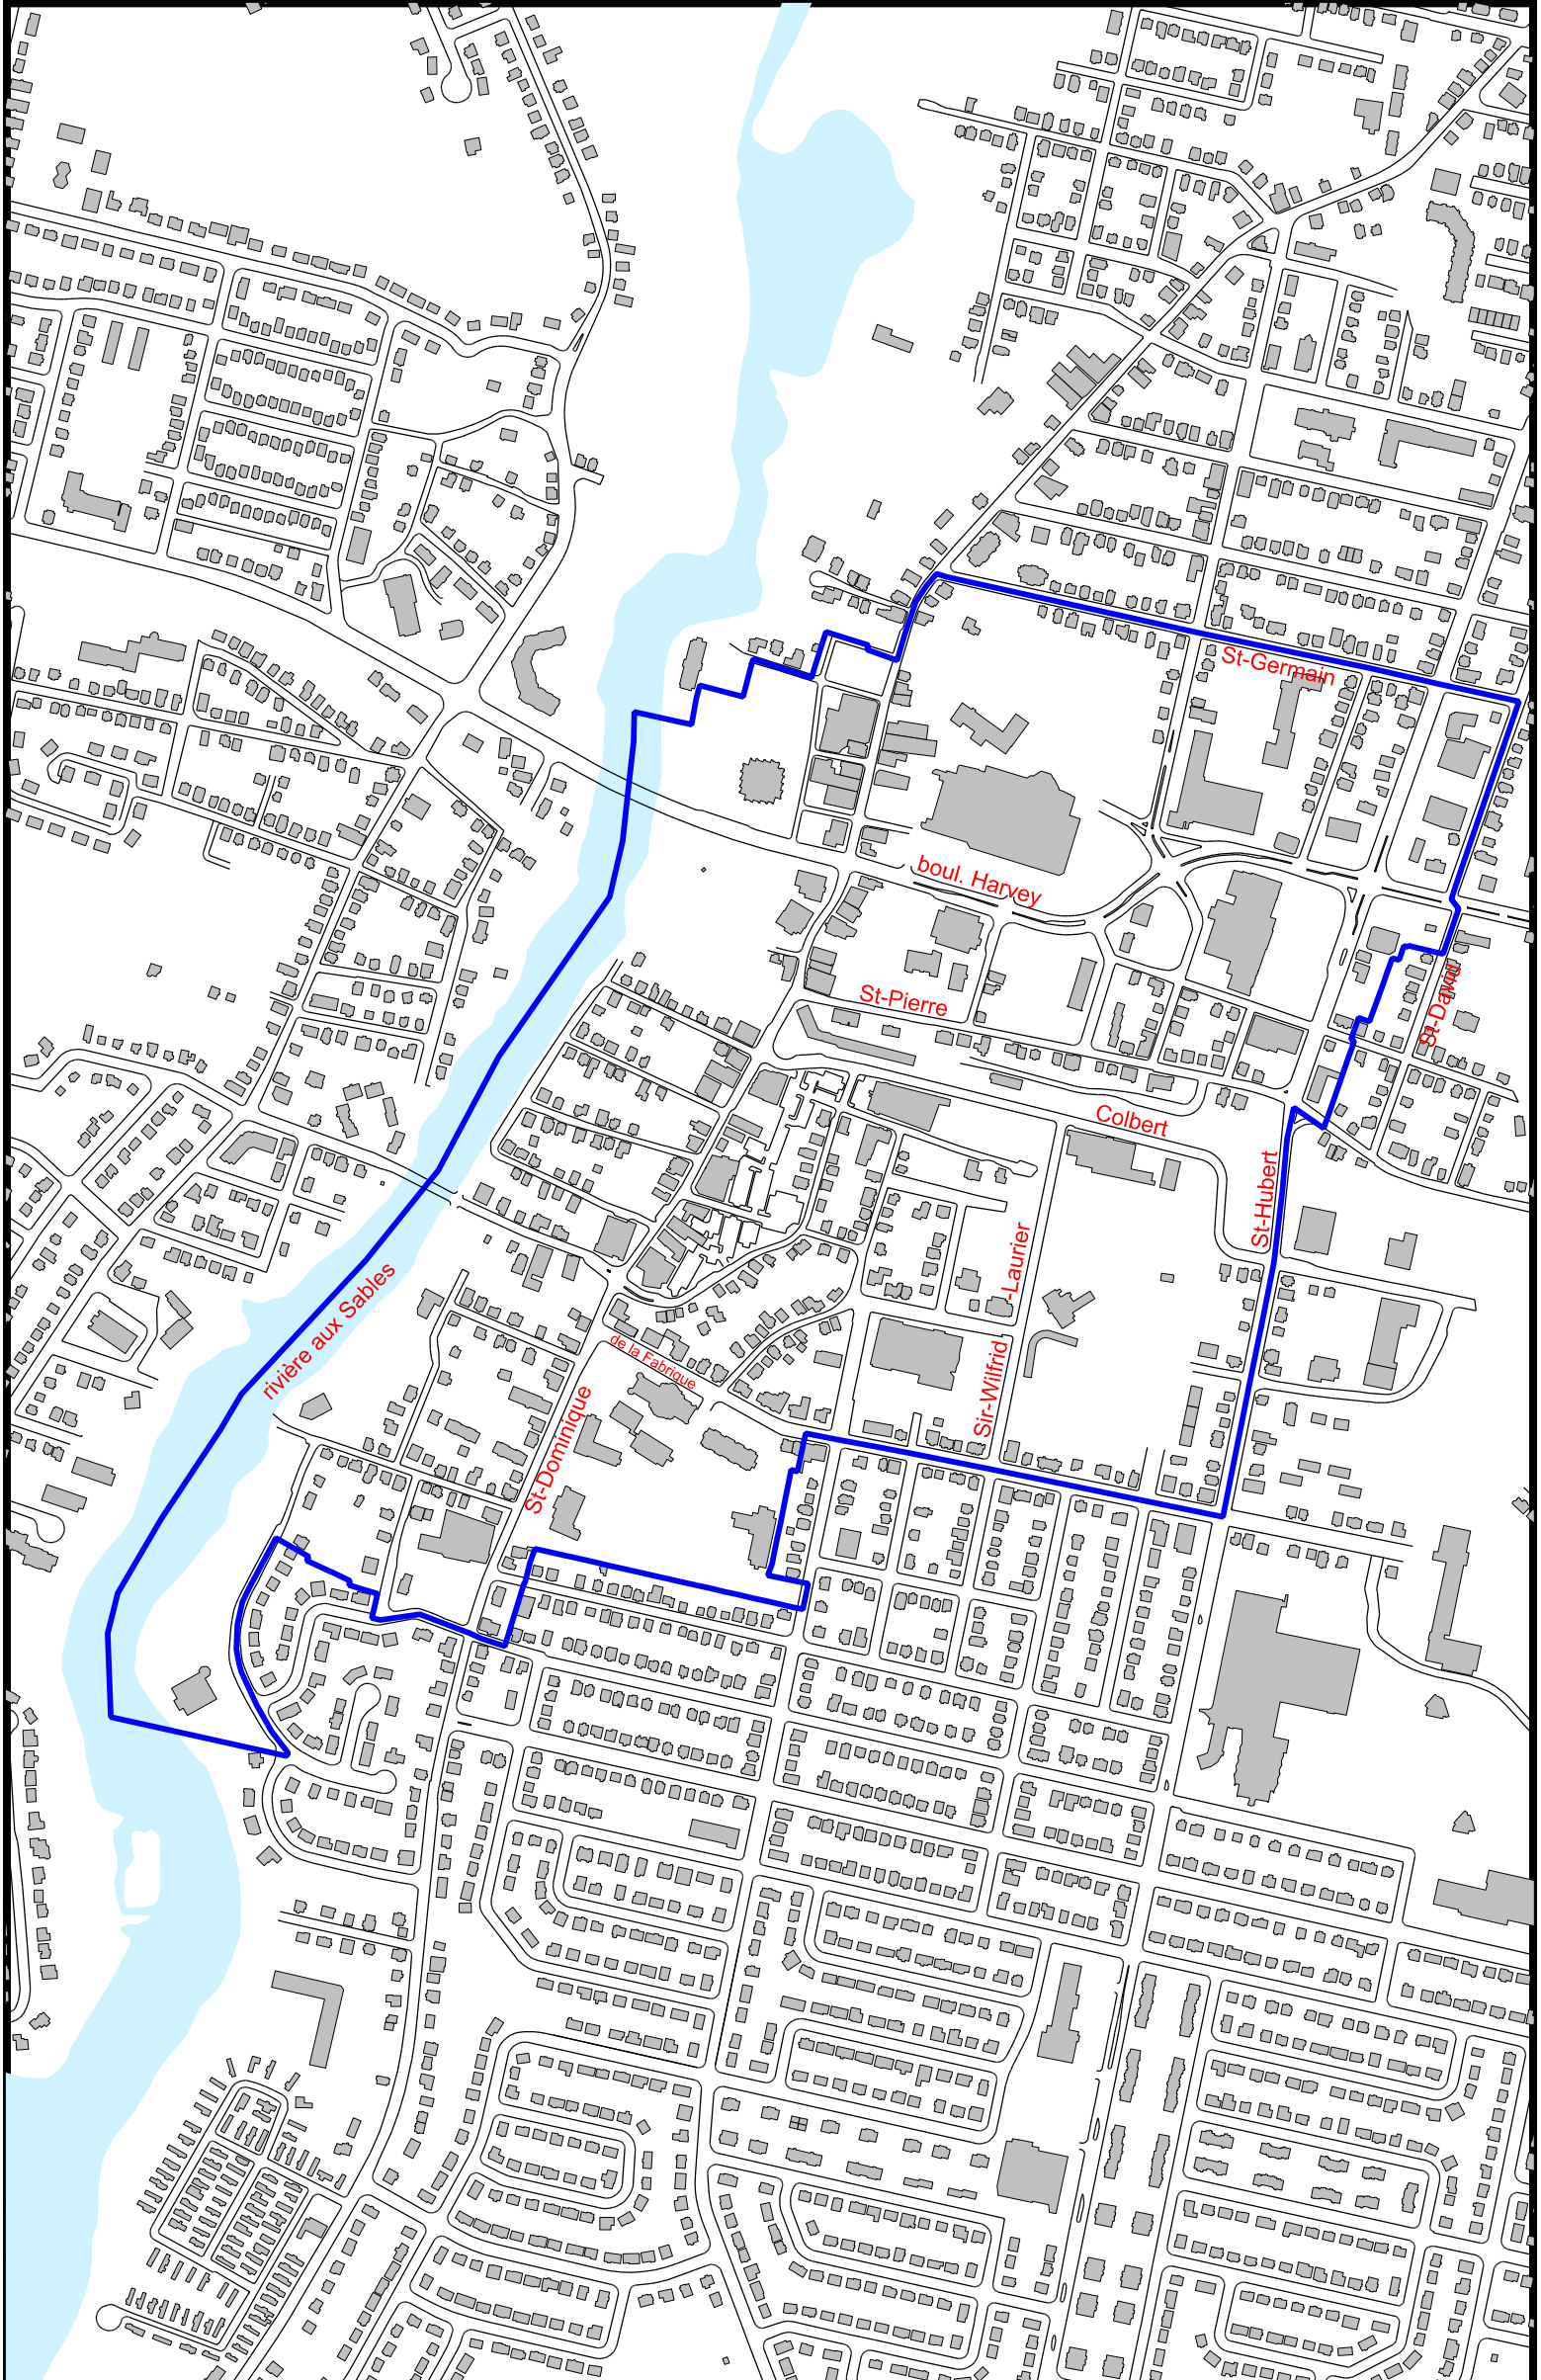 St-Germain
boul. Harvey
St-Pierre
St-David
Colbert
St-Hubert
Sir-Wilfrid -Laurier
rivière aux Sables
de la Fabrique
St-Dominique